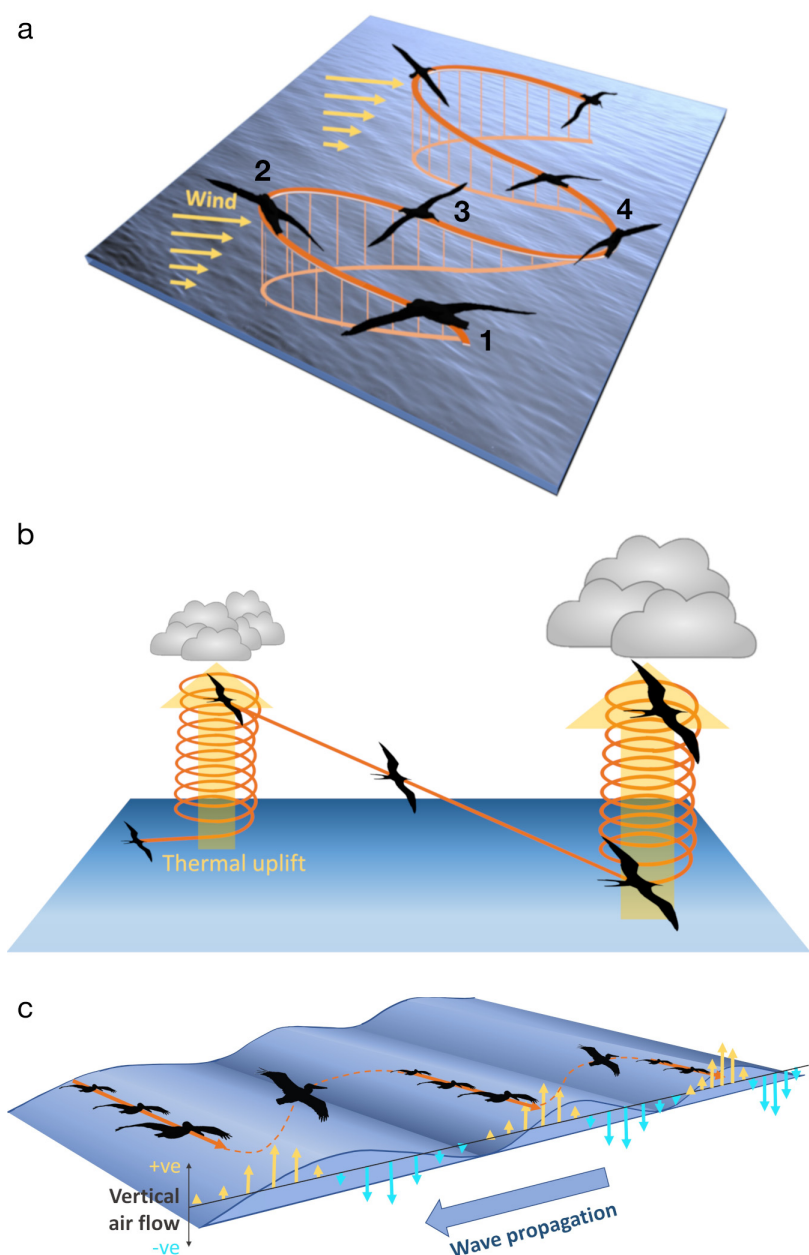 a
2
3
4
Wind
1
b
Thermal uplift
c
+ve
Vertical
air flow
-ve
Wave propagation